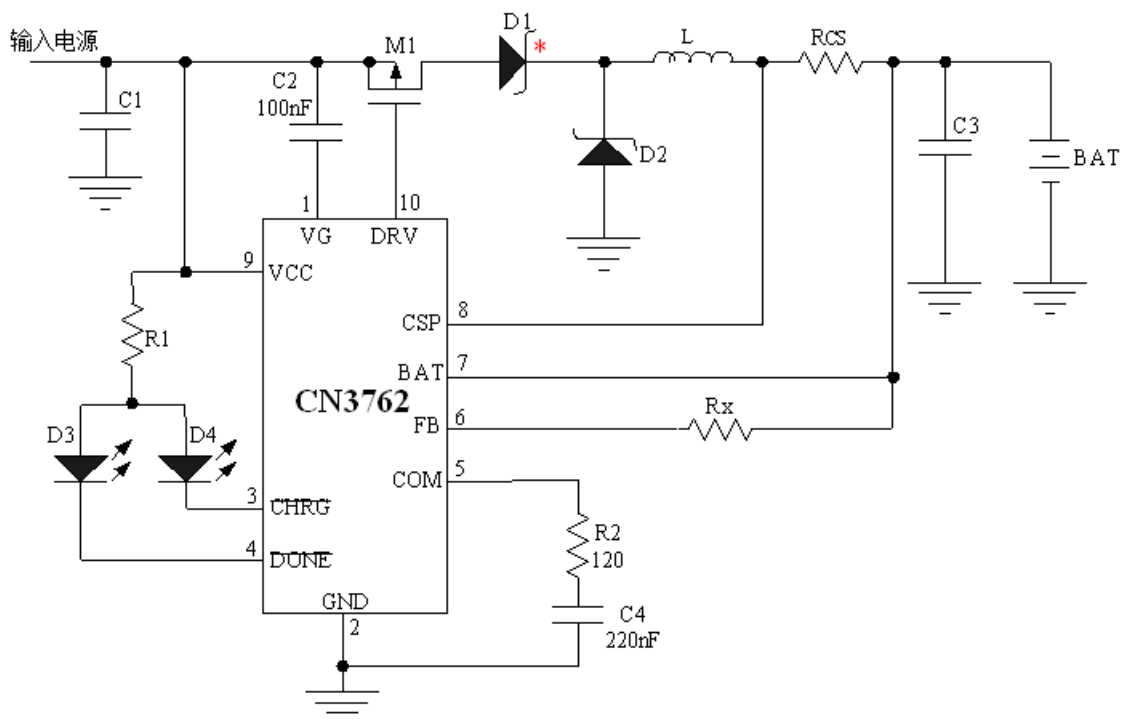 D1
*
输入电源
M1
L
RCS
C1
C2
100nF
D2
C3
BAT
1
10
VG
DRV
9
VCC
CSP
8
R1
BAT
7
CN3762
Rx
FB
6
D3
D4
COM
5
3
CHRG
R2
120
4
DONE
GND
2
C4
220nF